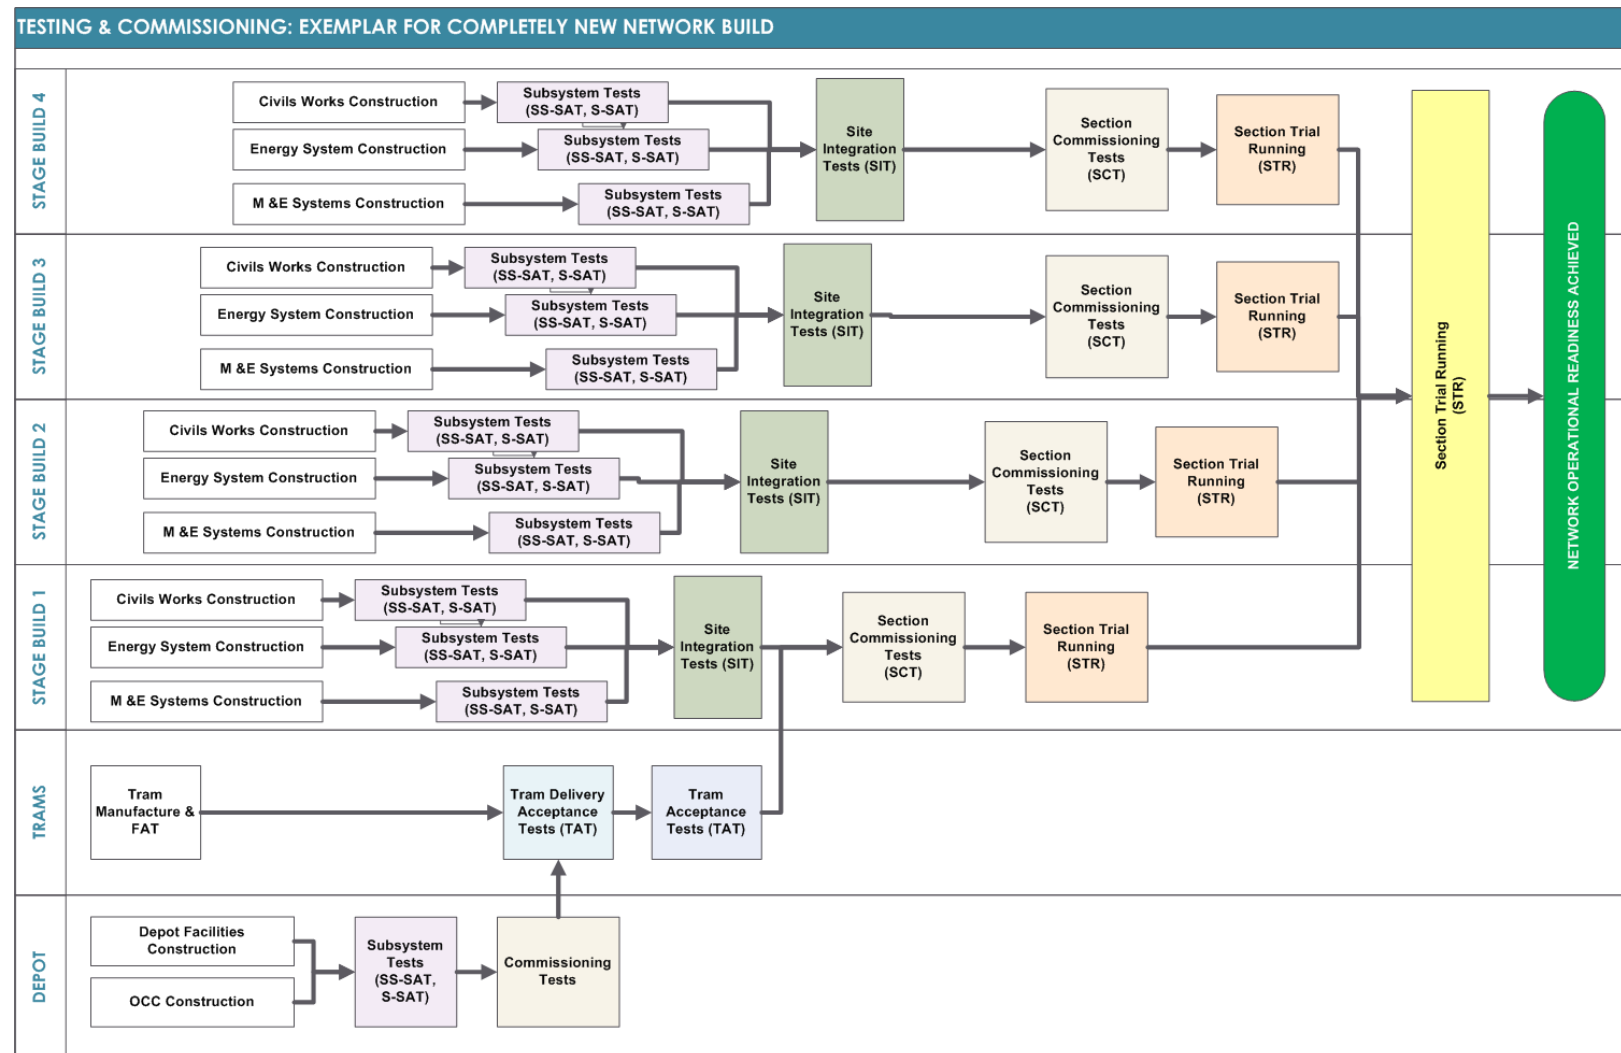 TESTING & COMMISSIONING: EXEMPLAR FOR COMPLETELY NEW NETWORK BUILD
STAGE BUILD 4
Civils Works Construction
Subsystem Tests
(SS-SAT, S-SAT)
Energy System Construction
Subsystem Tests
(SS-SAT, S-SAT)
M &E Systems Construction
Subsystem Tests
(SS-SAT, S-SAT)
Site
Integration
Tests (SIT)
Section
Commissioning
Tests
(SCT)
Section Trial
Running
(STR)
STAGE BUILD 3
Civils Works Construction
Subsystem Tests
(SS-SAT, S-SAT)
Energy System Construction
Subsystem Tests
(SS-SAT, S-SAT)
M &E Systems Construction
Subsystem Tests
(SS-SAT, S-SAT)
Site
Integration
Tests (SIT)
Section
Commissioning
Tests
(SCT)
Section Trial
Running
(STR)
STAGE BUILD 2
Civils Works Construction
Subsystem Tests
(SS-SAT, S-SAT)
Energy System Construction
Subsystem Tests
(SS-SAT, S-SAT)
M &E Systems Construction
Subsystem Tests
(SS-SAT, S-SAT)
Site
Integration
Tests (SIT)
Section
Commissioning
Tests
(SCT)
Section Trial
Running
(STR)
STAGE BUILD 1
Civils Works Construction
Subsystem Tests
(SS-SAT, S-SAT)
Energy System Construction
Subsystem Tests
(SS-SAT, S-SAT)
M &E Systems Construction
Subsystem Tests
(SS-SAT, S-SAT)
Site
Integration
Tests (SIT)
Section
Commissioning
Tests
(SCT)
Section Trial
Running
(STR)
Section Trial Running
(STR)
NETWORK OPERATIONAL READINESS ACHIEVED
TRAMS
Tram
Manufacture &
FAT
Tram Delivery
Acceptance
Tests (TAT)
Tram
Acceptance
Tests (TAT)
DEPOT
Depot Facilities
Construction
OCC Construction
Subsystem
Tests
(SS-SAT,
S-SAT)
Commissioning
Tests